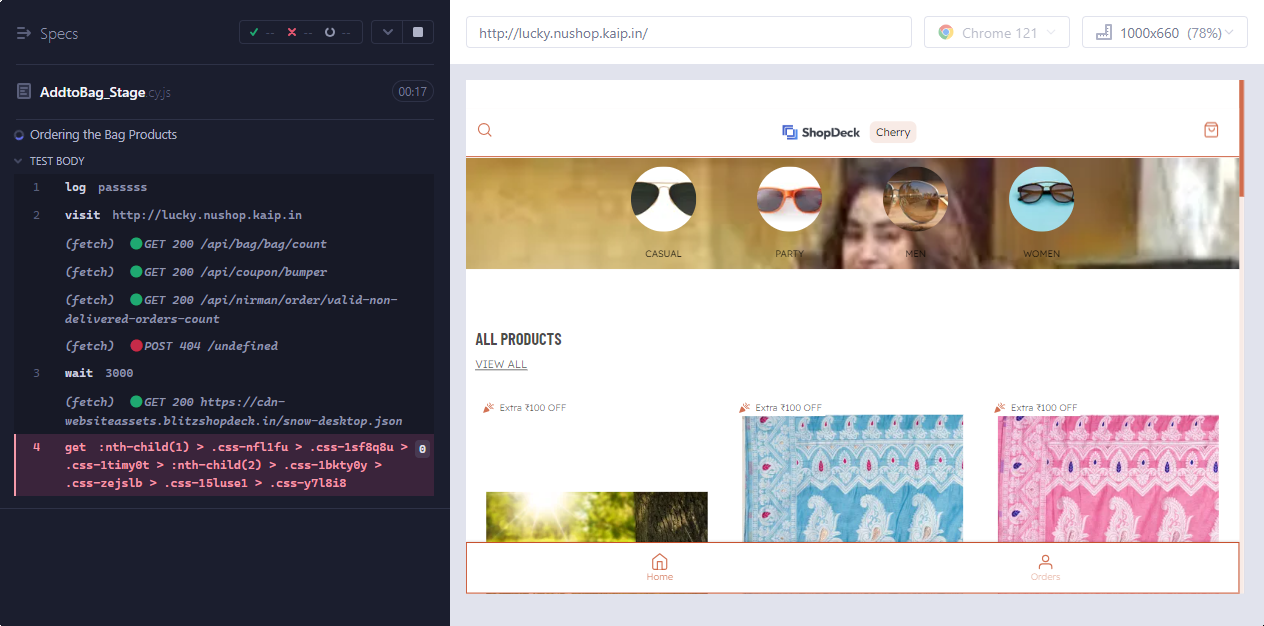 Specs
-- -- --
AddtoBag_Stage.cy.js
00:17
Ordering the Bag Products
TEST BODY
1 log passsss
2 visit http://lucky.nushop.kaip.in
(fetch) GET 200 /api/bag/bag/count
(fetch) GET 200 /api/coupon/bumper
(fetch) GET 200 /api/nirman/order/valid-non-
delivered-orders-count
(fetch) POST 404 /undefined
3 wait 3000
(fetch) GET 200 https://cdn-
websiteassets.blitzshopdeck.in/snow-desktop.json
4 get :nth-child(1) > .css-nfl1fu > .css-1sf8q8u > 0
.css-1timy0t > :nth-child(2) > .css-1bkty0y >
.css-zejslb > .css-15luse1 > .css-y7l8i8
http://lucky.nushop.kaip.in/
Chrome 121
1000x660 (78%)
ShopDeck Cherry
CASUAL PARTY MEN WOMEN
ALL PRODUCTS
VIEW ALL
Extra ₹100 OFF Extra ₹100 OFF Extra ₹100 OFF
Home Orders